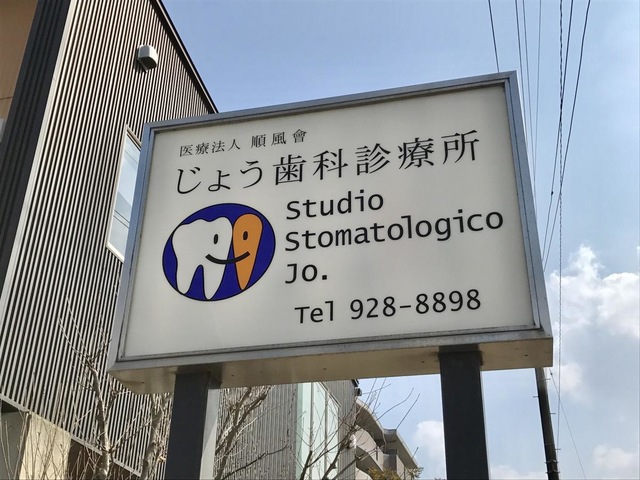 医療法人 順風會
じょう歯科診療所
Studio
Stomatologico
Jo.
Tel 928-8898